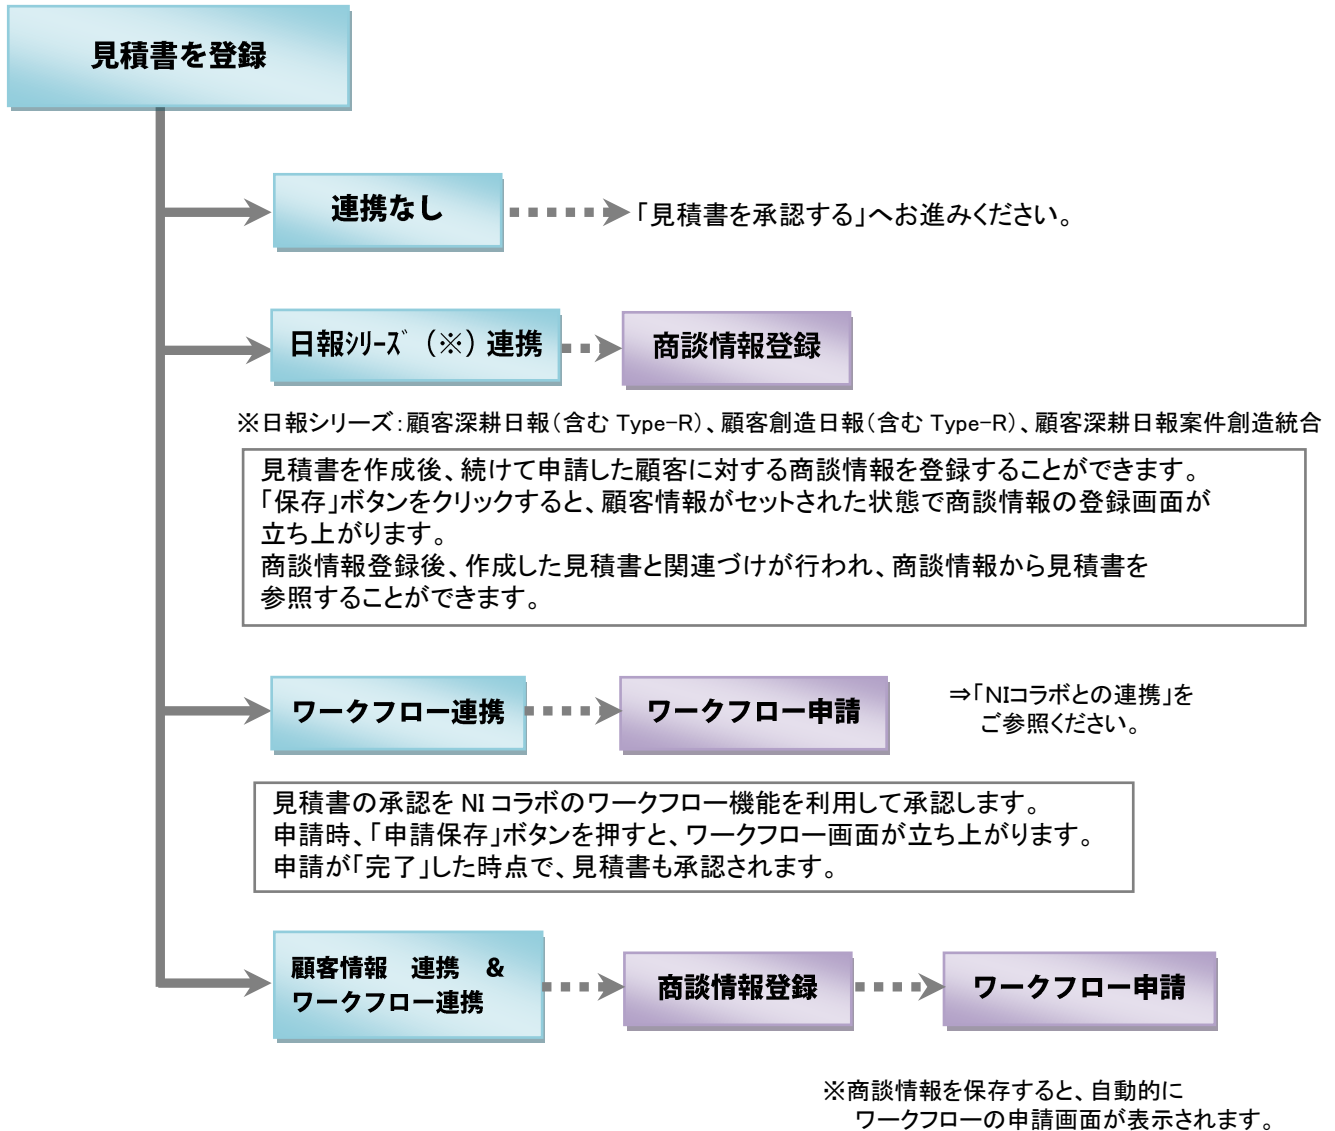 見積書を登録
連携なし
「見積書を承認する」へお進みください。
日報ｼﾘｰｽﾞ（※）連携
商談情報登録
※日報シリーズ：顧客深耕日報（含む Type-R）、顧客創造日報（含む Type-R）、顧客深耕日報案件創造統合
見積書を作成後、続けて申請した顧客に対する商談情報を登録することができます。
「保存」ボタンをクリックすると、顧客情報がセットされた状態で商談情報の登録画面が
立ち上がります。
商談情報登録後、作成した見積書と関連づけが行われ、商談情報から見積書を
参照することができます。
ワークフロー連携
ワークフロー申請
⇒「NIコラボとの連携」を
ご参照ください。
見積書の承認を NI コラボのワークフロー機能を利用して承認します。
申請時、「申請保存」ボタンを押すと、ワークフロー画面が立ち上がります。
申請が「完了」した時点で、見積書も承認されます。
顧客情報　連携　＆
ワークフロー連携
商談情報登録
ワークフロー申請
※商談情報を保存すると、自動的に
ワークフローの申請画面が表示されます。